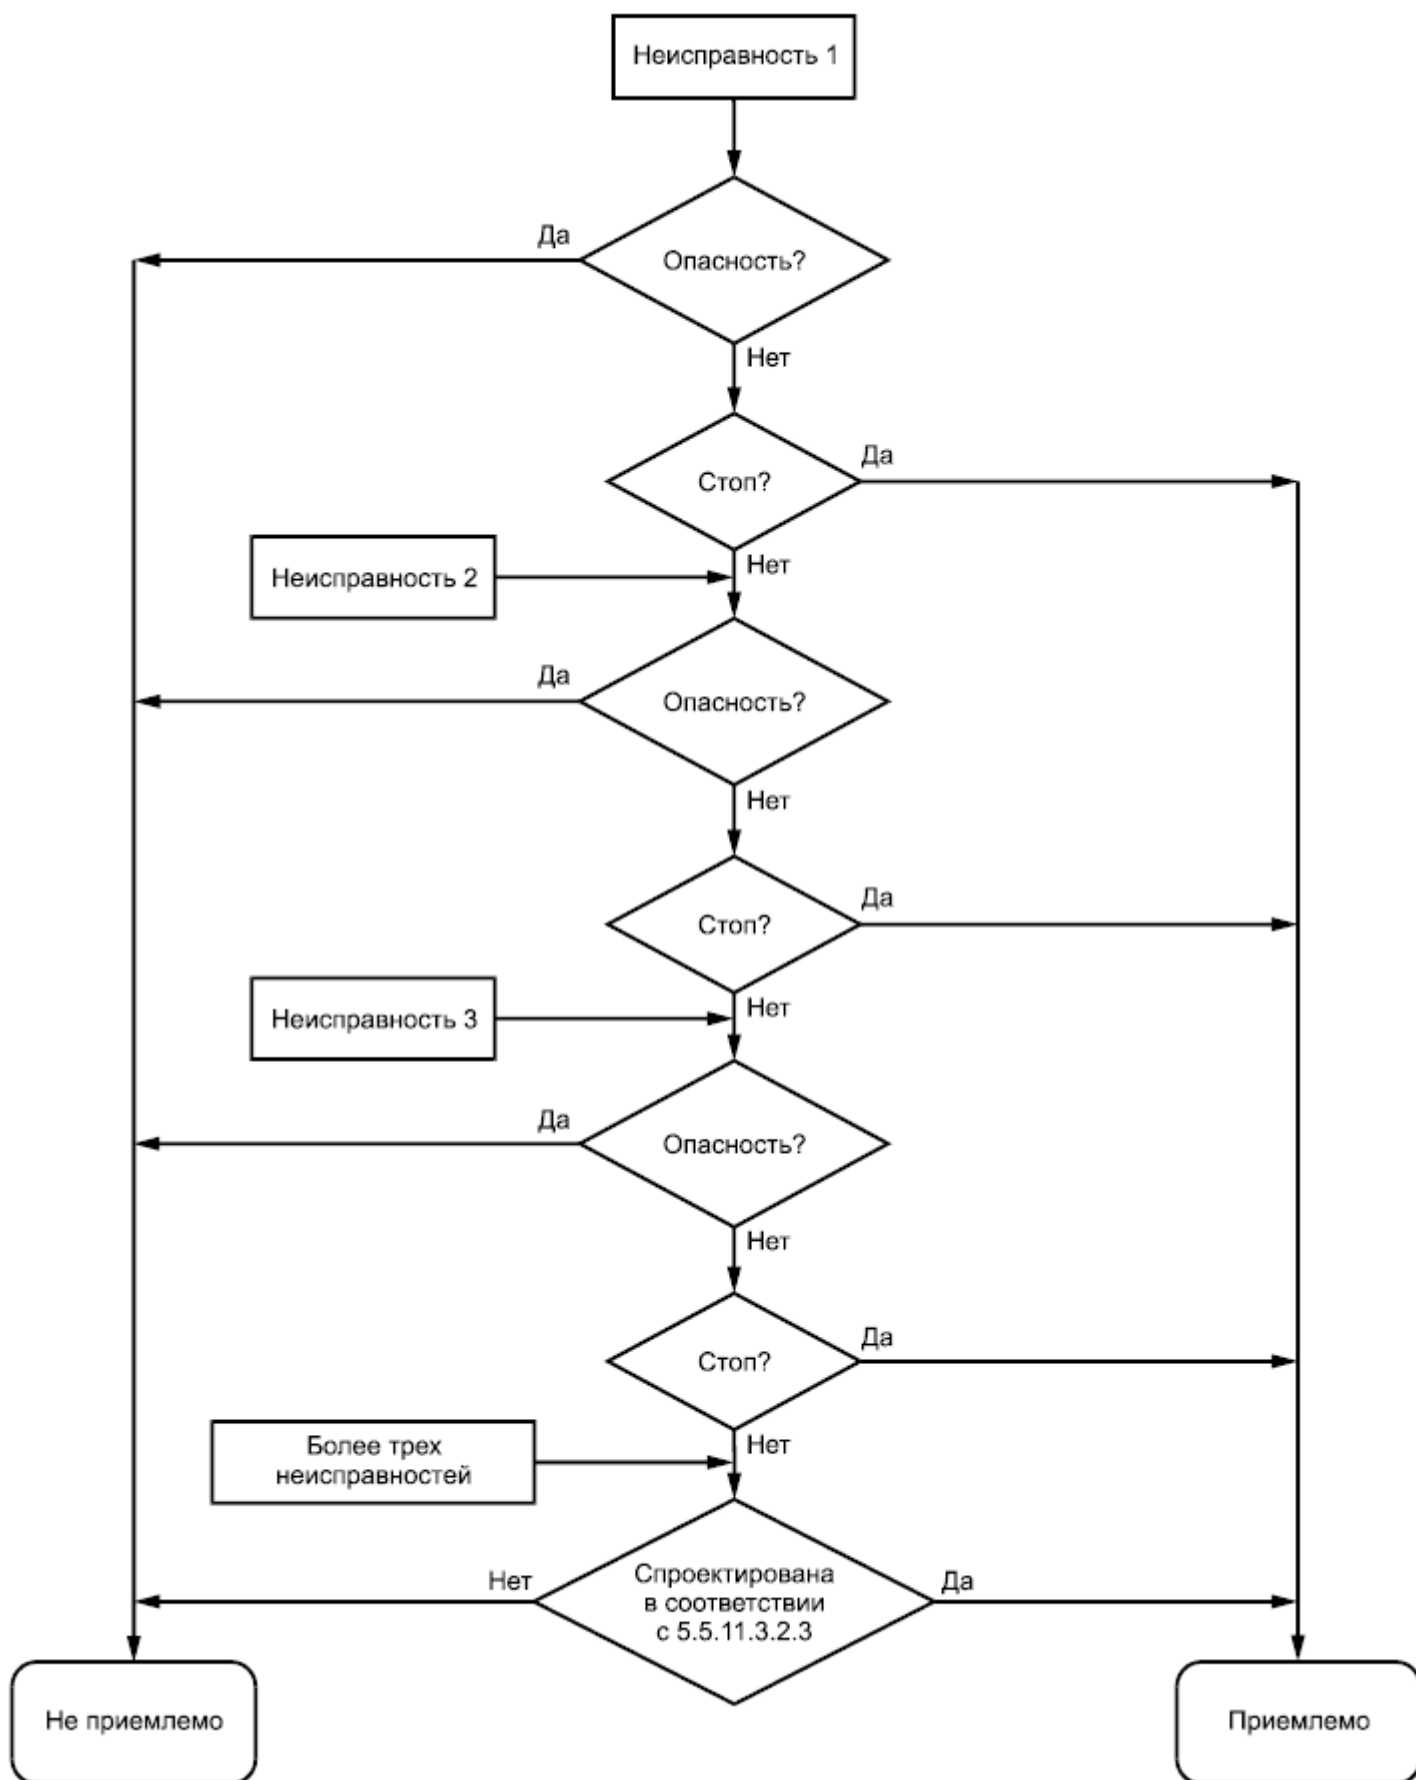 Неисправность 1
Да
Опасность?
Нет
Да
Стоп?
Нет
Неисправность 2
Да
Опасность?
Нет
Да
Стоп?
Нет
Неисправность 3
Да
Опасность?
Нет
Да
Стоп?
Нет
Более трех
неисправностей
Нет
Спроектирована
в соответствии
с 5.5.11.3.2.3
Да
Не приемлемо
Приемлемо